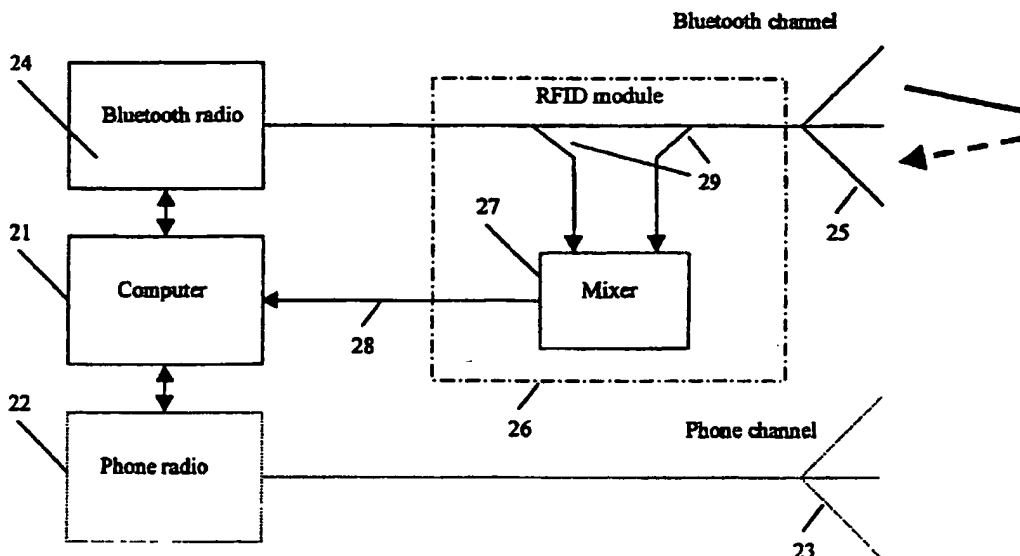 Bluetooth channel
24
RFID module
Bluetooth radio
29
27
25
21
Computer
Mixer
28
22
26
Phone channel
Phone radio
23